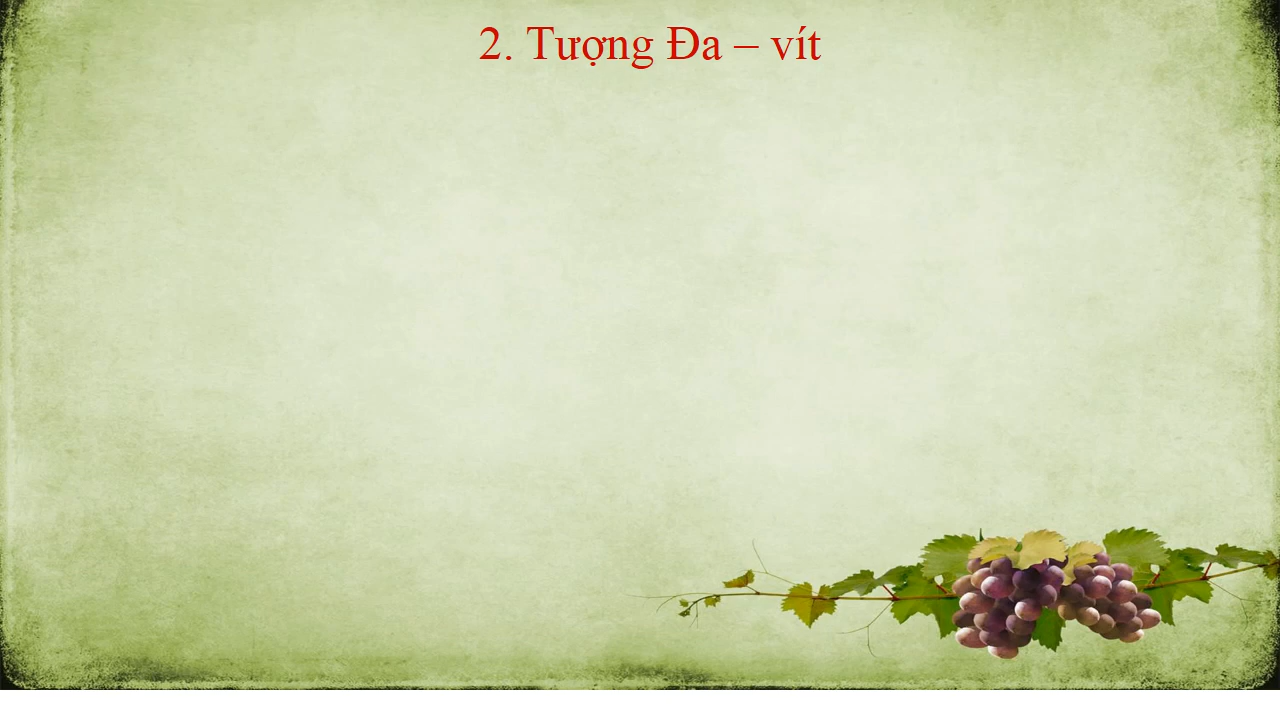 2. Tượng Đa – vít